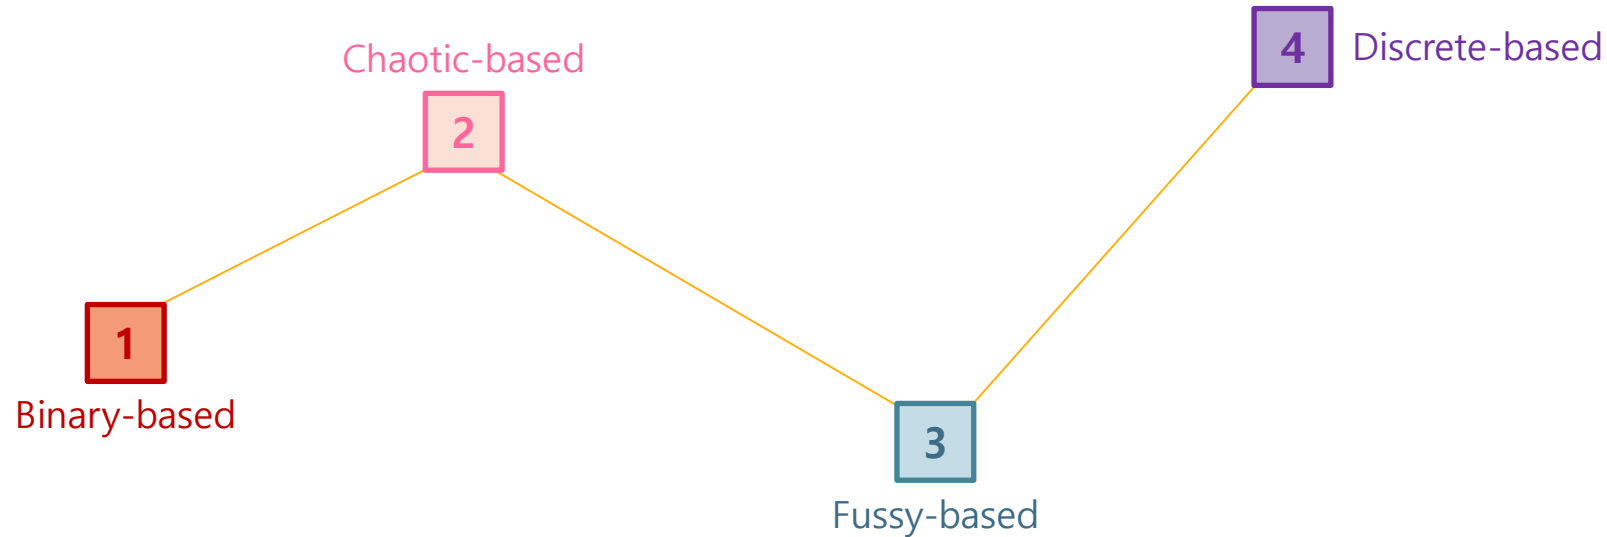 Chaotic-based
2
4
Discrete-based
1
Binary-based
3
Fussy-based